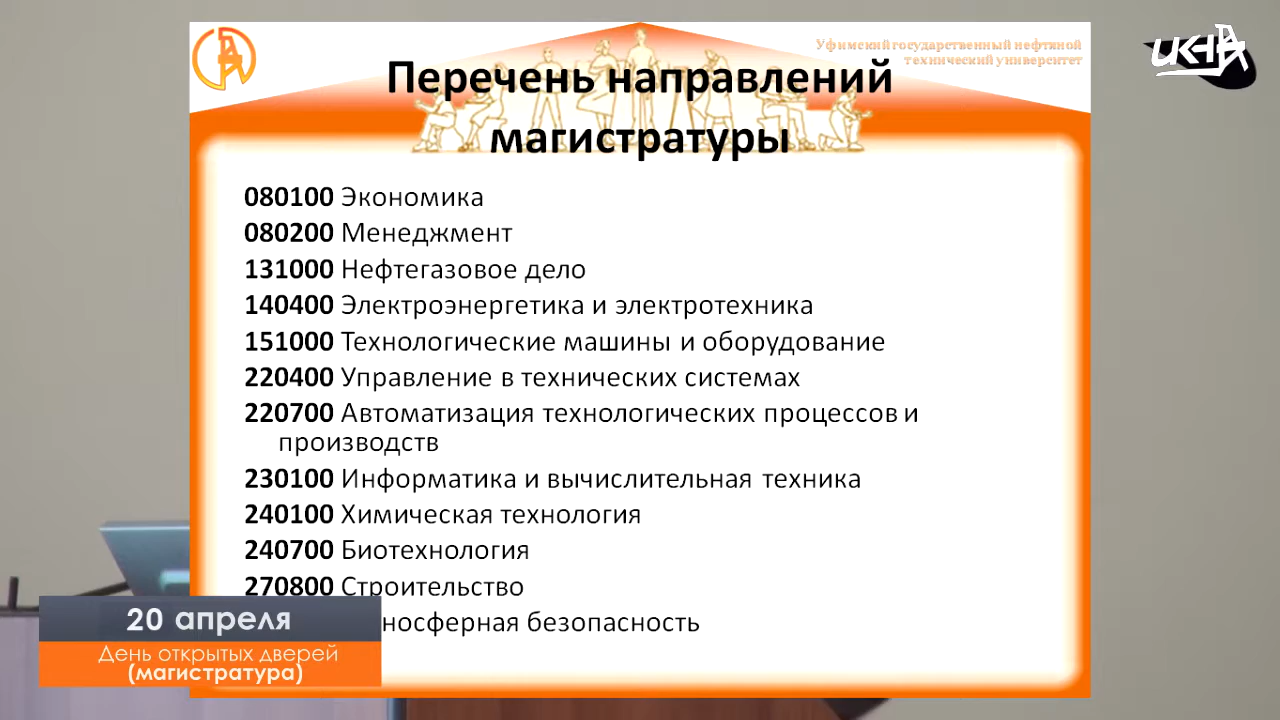 Уфимский государственный нефтяной
технический университет
Перечень направлений
магистратуры
080100 Экономика
080200 Менеджмент
131000 Нефтегазовое дело
140400 Электроэнергетика и электротехника
151000 Технологические машины и оборудование
220400 Управление в технических системах
220700 Автоматизация технологических процессов и
производств
230100 Информатика и вычислительная техника
240100 Химическая технология
240700 Биотехнология
270800 Строительство
носферная безопасность
20 апреля
День открытых дверей
(магистратура)